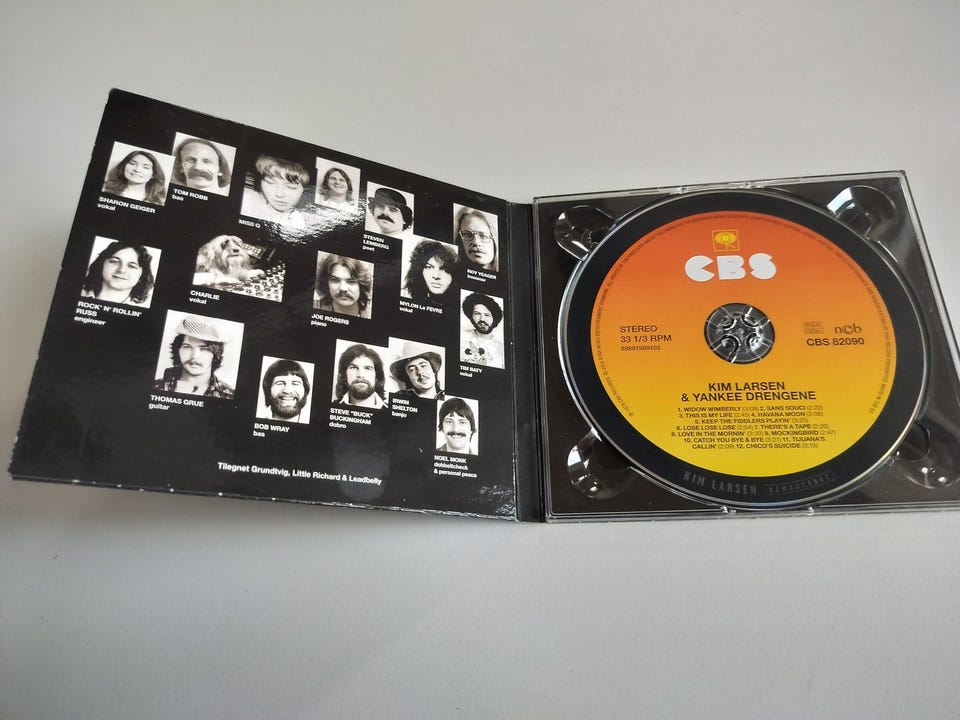 SHARON GEIGER
vokal
TOM ROBB
bas
MISS Q
STEVEN
LEMBERG
poet
ROY YEAGER
trommer
ROCK' N' ROLLIN'
RUSS
engineer
CHARLIE
vokal
JOE ROGERS
piano
MYLON Le FEVRE
vokal
TIM BATY
vokal
THOMAS GRUE
guitar
BOB WRAY
bas
STEVE "BUCK"
BUCKINGHAM
dobro
IRWIN
SHELTON
banjo
NOEL MONK
dobbeltcheck
& personal peace
Tilegnet Grundtvig, Little Richard & Leadbelly
CBS
STEREO
33 1/3 RPM
88691989102
ncb
CBS 82090
KIM LARSEN
& YANKEE DRENGENE
1. WIDOW WIMBERLY (3:09) 2. SANS SOUCI (2:22)
3. THIS IS MY LIFE (2:45) 4. HAVANA MOON (3:06)
5. KEEP THE FIDDLERS PLAYIN' (3:25)
6. LOSE LOSE LOSE (2:54) 7. THERE'S A TAPE (2:20)
8. LOVE IN THE MORNIN' (3:33) 9. MOCKINGBIRD (2:47)
10. CATCH YOU BYE & BYE (3:21) 11. TIJUANA'S
CALLIN' (2:09) 12. CHICO'S SUICIDE (3:15)
KIM LARSEN REMASTERET